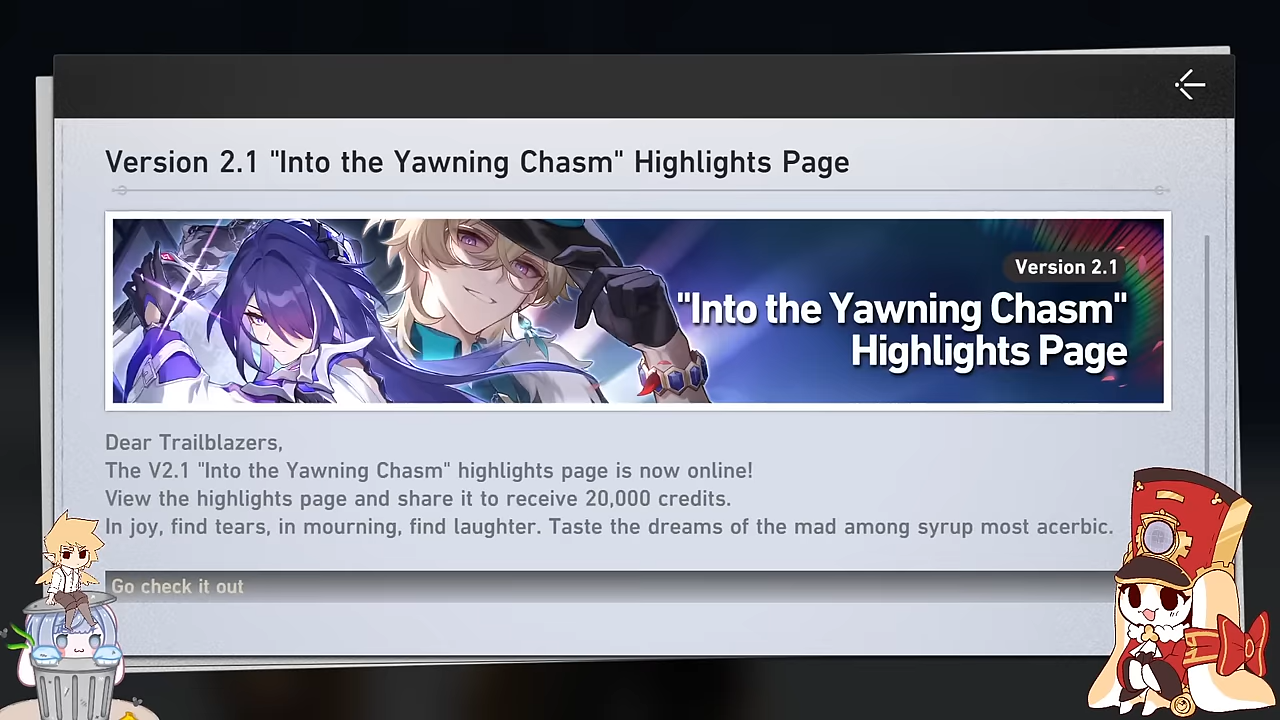 Version 2.1 "Into the Yawning Chasm" Highlights Page
Version 2.1
"Into the Yawning Chasm"
Highlights Page
Dear Trailblazers,
The V2.1 "Into the Yawning Chasm" highlights page is now online!
View the highlights page and share it to receive 20,000 credits.
In joy, find tears, in mourning, find laughter. Taste the dreams of the mad among syrup most acerbic.
Go check it out